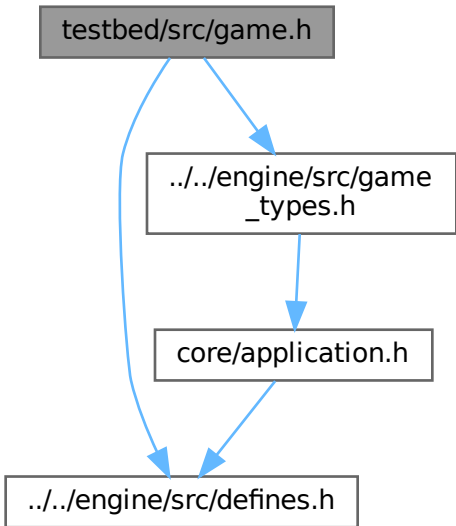 testbed/src/game.h
../../engine/src/game
_types.h
core/application.h
../../engine/src/defines.h